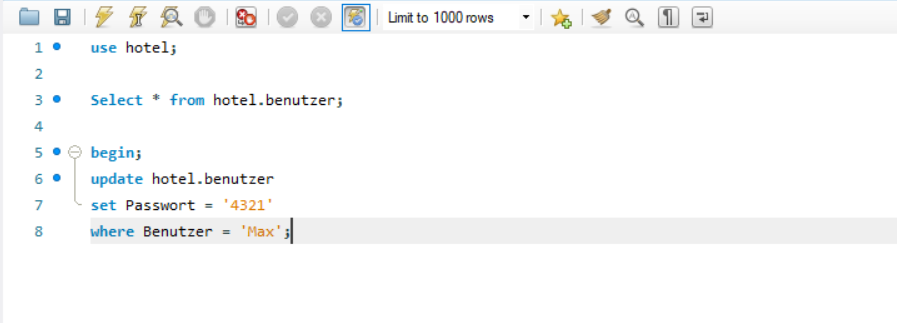 Limit to 1000 rows
1 use hotel;
2
3 Select * from hotel.benutzer;
4
5 begin;
6 update hotel.benutzer
7 set Passwort = '4321'
8 where Benutzer = 'Max';